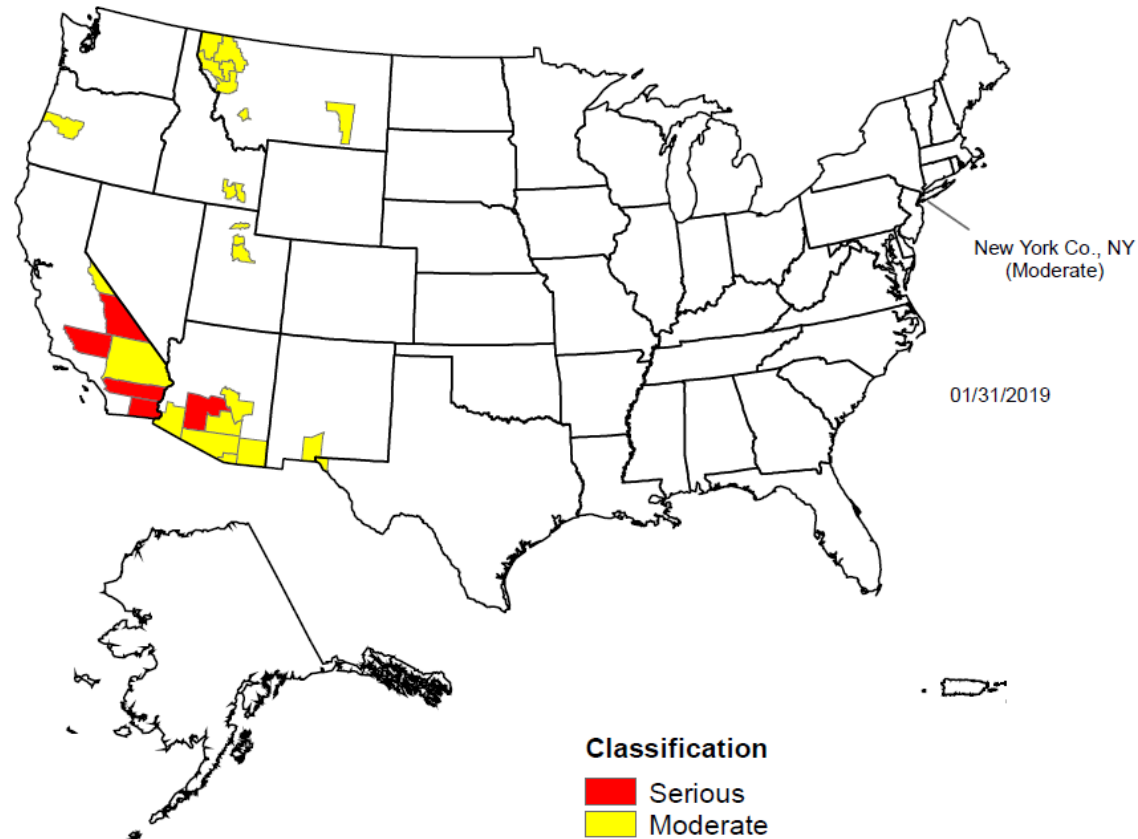 New York Co., NY
(Moderate)
01/31/2019
Classification
Serious
Moderate